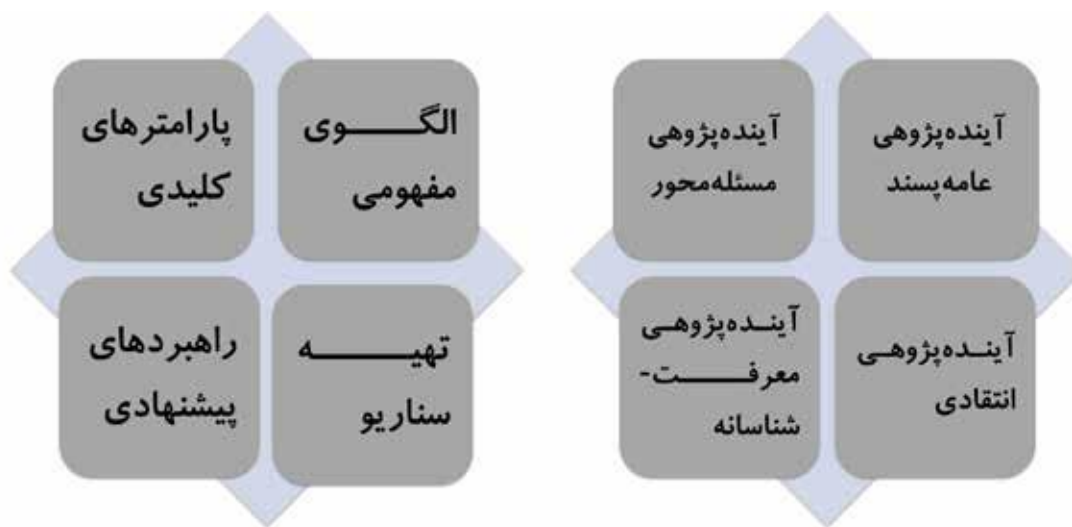 آینده‌پژوهی
عامه‌پسند
آینده‌پژوهی
مسئله‌محور
آینده‌پژوهی
انتقادی
آینده‌پژوهی
معرفت-
شناسانه
الگوی
مفهومی
پارامترهای
کلیدی
تهیه
سناریو
راهبردهای
پیشنهادی